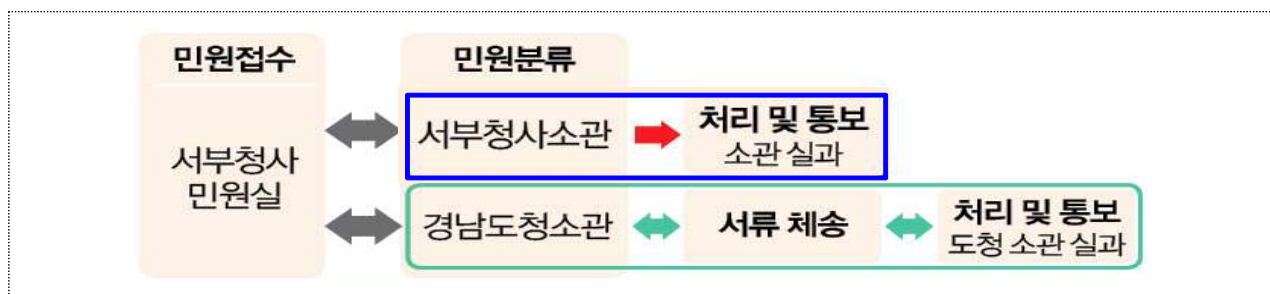 민원접수
서부청사
민원실
민원분류
서부청사소관
처리 및 통보
소관 실과
경남도청소관
서류 체송
처리 및 통보
도청 소관 실과